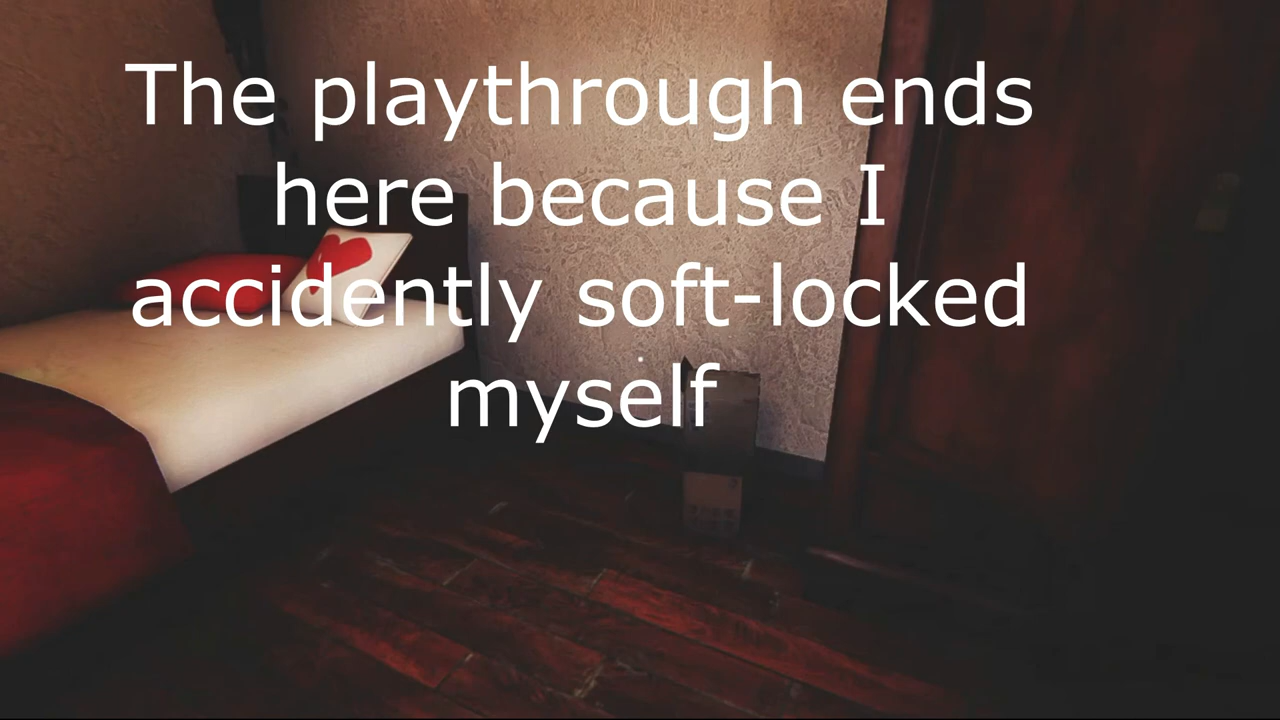 The playthrough ends
here because I
accidently soft-locked
myself